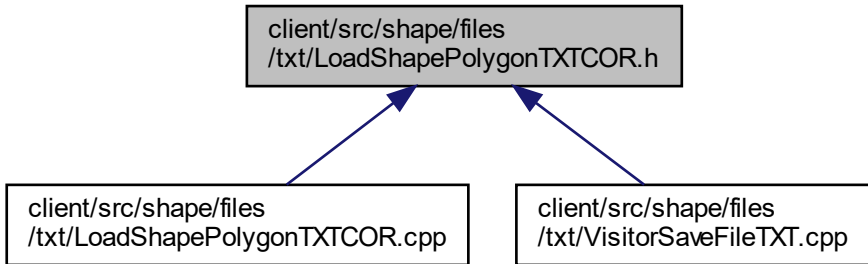 client/src/shape/files
/txt/LoadShapePolygonTXTCOR.h
client/src/shape/files
/txt/LoadShapePolygonTXTCOR.cpp
client/src/shape/files
/txt/VisitorSaveFileTXT.cpp